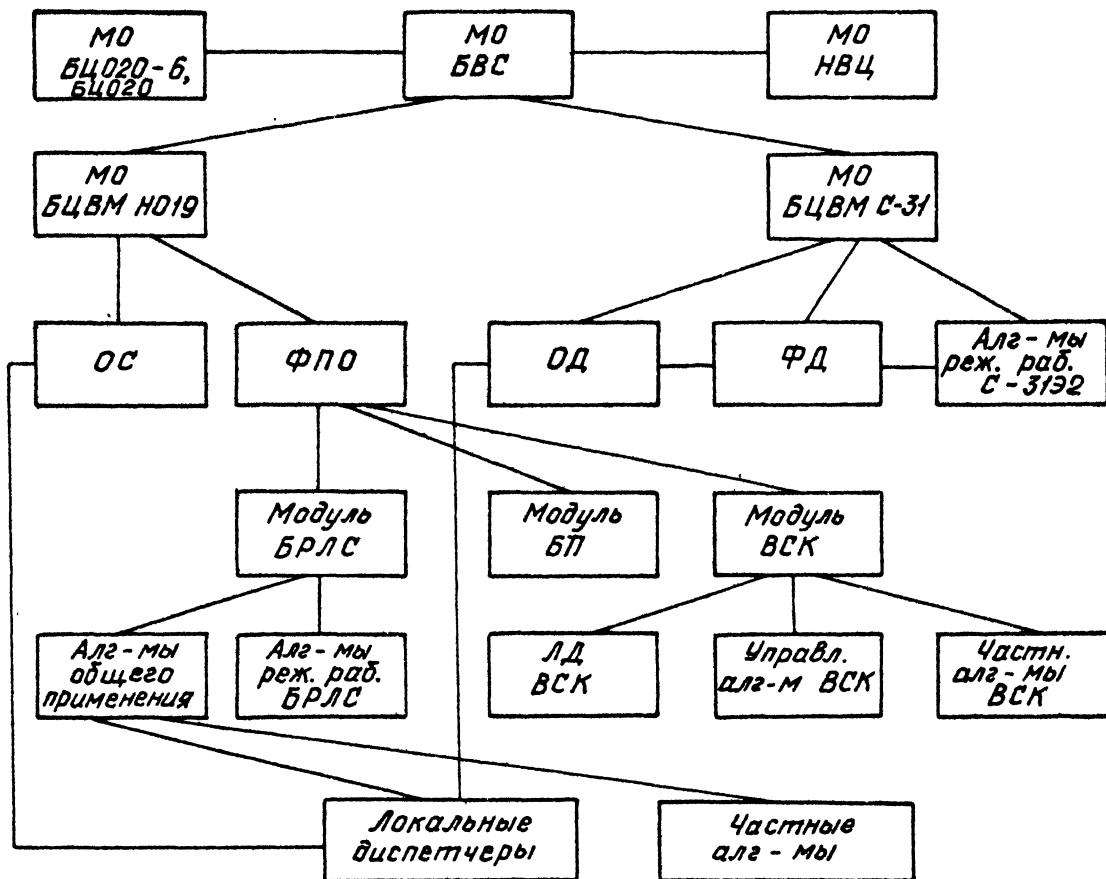 МО
БЦ020-6,
БЦ020
МО
БВС
МО
НВЦ
МО
БЦВМ Н019
МО
БЦВМ С-31
ОС
ФПО
ОД
ФД
Алг-мы
реж. раб.
С-31Э2
Модуль
БРЛС
Модуль
БП
Модуль
ВСК
Алг-мы
общего
применения
Алг-мы
реж. раб.
БРЛС
ЛД
ВСК
Управл.
алг-м ВСК
Частн.
алг-мы
ВСК
Локальные
диспетчеры
Частные
алг-мы